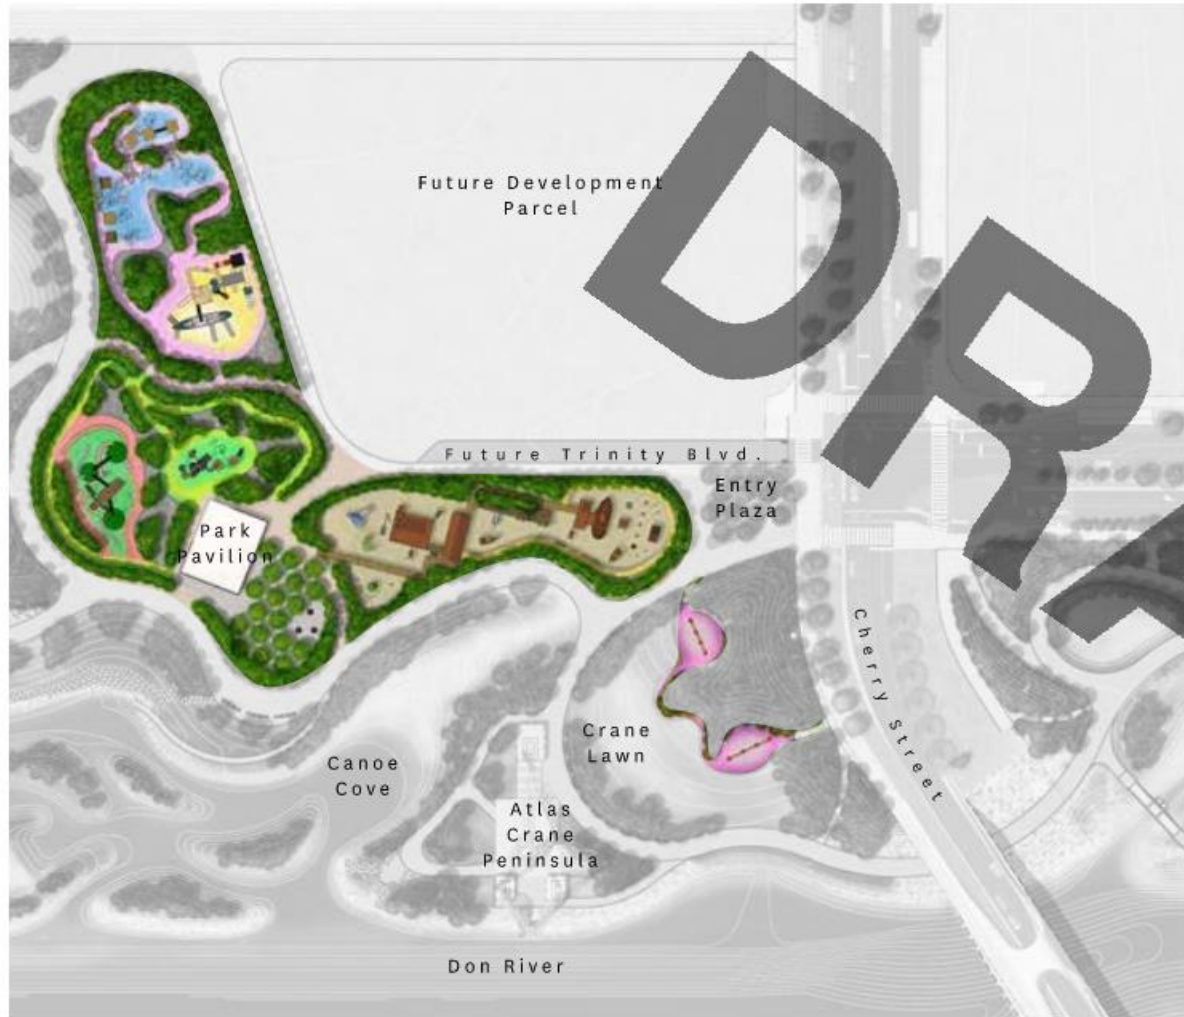 Future Development
Parcel
Future Trinity Blvd.
Entry
Plaza
Park
Pavilion
Cherry Street
Crane
Lawn
Canoe
Cove
Atlas
Crane
Peninsula
Don River
DRA